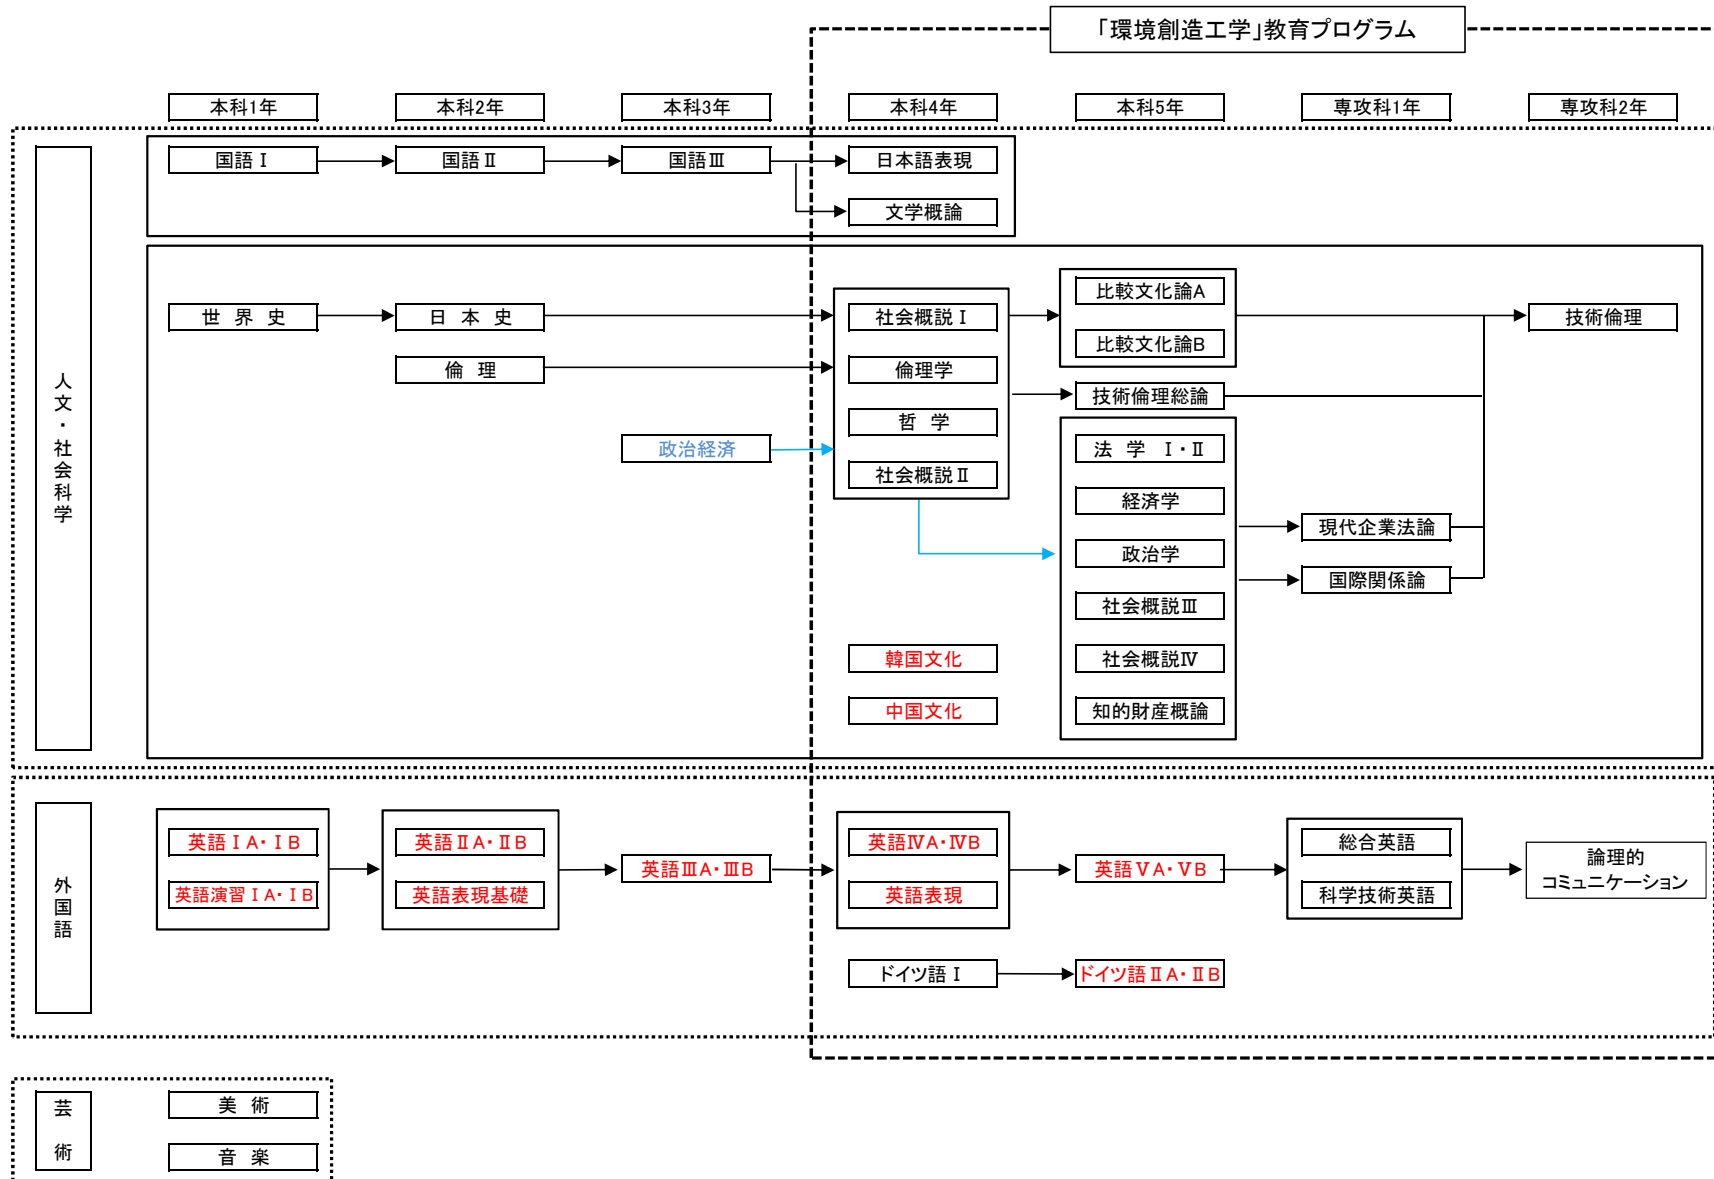 「環境創造工学」教育プログラム
本科1年
本科2年
本科3年
本科4年
本科5年
専攻科1年
専攻科2年
人文・社会科学
国語Ⅰ
国語Ⅱ
国語Ⅲ
日本語表現
文学概論
世 界 史
日 本 史
社会概説Ⅰ
比較文化論A
比較文化論B
技術倫理
倫 理
倫理学
技術倫理総論
哲 学
政治経済
社会概説Ⅱ
法 学 Ⅰ・Ⅱ
経済学
政治学
社会概説Ⅲ
社会概説Ⅳ
知的財産概論
現代企業法論
国際関係論
韓国文化
中国文化
外国語
英語ⅠA・ⅠB
英語演習ⅠA・ⅠB
英語ⅡA・ⅡB
英語表現基礎
英語ⅢA・ⅢB
英語ⅣA・ⅣB
英語表現
英語ⅤA・ⅤB
総合英語
科学技術英語
論理的
コミュニケーション
ドイツ語Ⅰ
ドイツ語ⅡA・ⅡB
芸術
美 術
音 楽